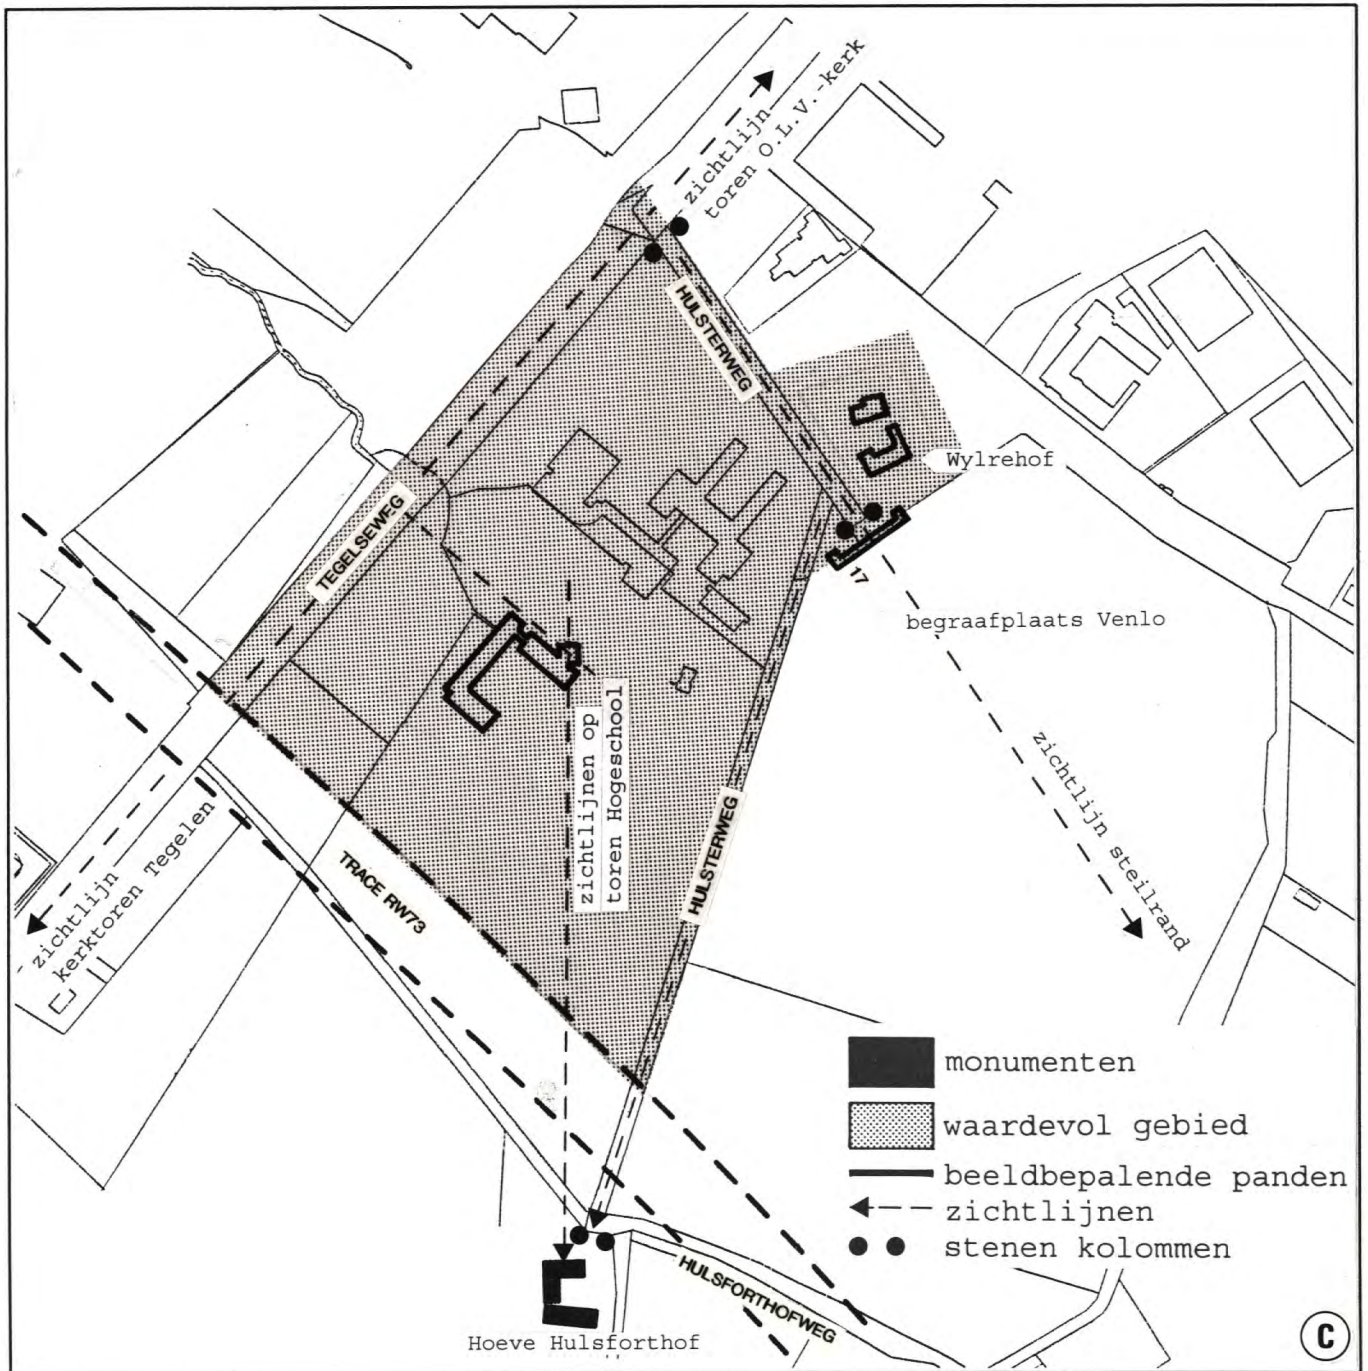 zichtlijn
toren O.L.V.-kerk
HULSTERWEG
Wylrehof
TEGELSEWEG
17
begraafplaats Venlo
zichtlijnen op
toren Hogeschool
zichtlijn steilrand
HULSTERWEG
TRACE RW73
zichtlijn
kerktoren Tegelen
monumenten
waardevol gebied
beeldbepalende panden
zichtlijnen
stenen kolommen
HULSFORTHOFWEG
Hoeve Hulsforthof
C